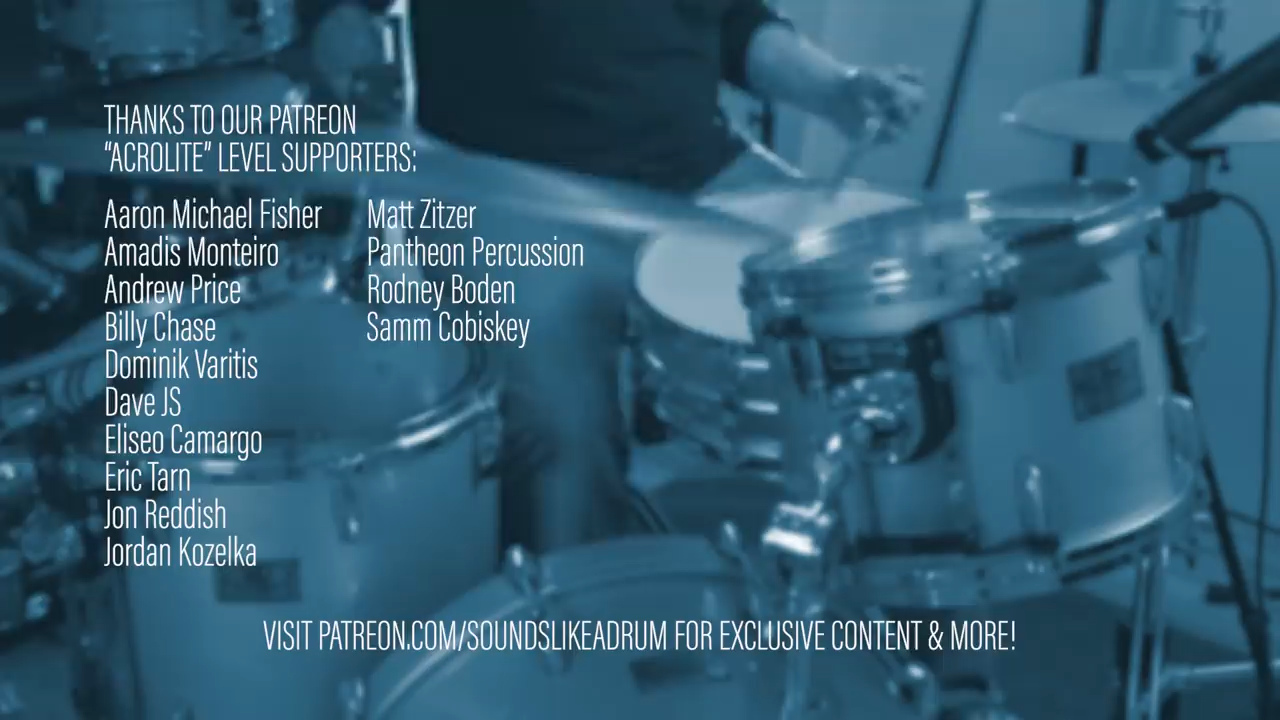 THANKS TO OUR PATREON
“ACROLITE” LEVEL SUPPORTERS:
Aaron Michael Fisher
Amadis Monteiro
Andrew Price
Billy Chase
Dominik Varitis
Dave JS
Eliseo Camargo
Eric Tarn
Jon Reddish
Jordan Kozelka
Matt Zitzer
Pantheon Percussion
Rodney Boden
Samm Cobiskey
VISIT PATREON.COM/SOUNDSLIKEADRUM FOR EXCLUSIVE CONTENT & MORE!